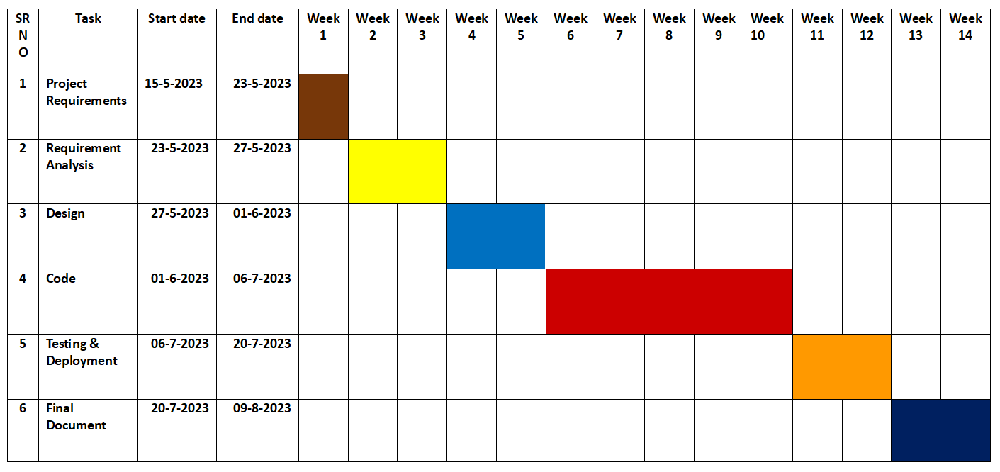 SR Task Start date End date Week Week Week Week Week Week Week Week Week Week Week Week Week Week
N 1 2 3 4 5 6 7 8 9 10 11 12 13 14
O
1 Project 15-5-2023 23-5-2023
Requirements
2 Requirement 23-5-2023 27-5-2023
Analysis
3 Design 27-5-2023 01-6-2023
4 Code 01-6-2023 06-7-2023
5 Testing & 06-7-2023 20-7-2023
Deployment
6 Final 20-7-2023 09-8-2023
Document